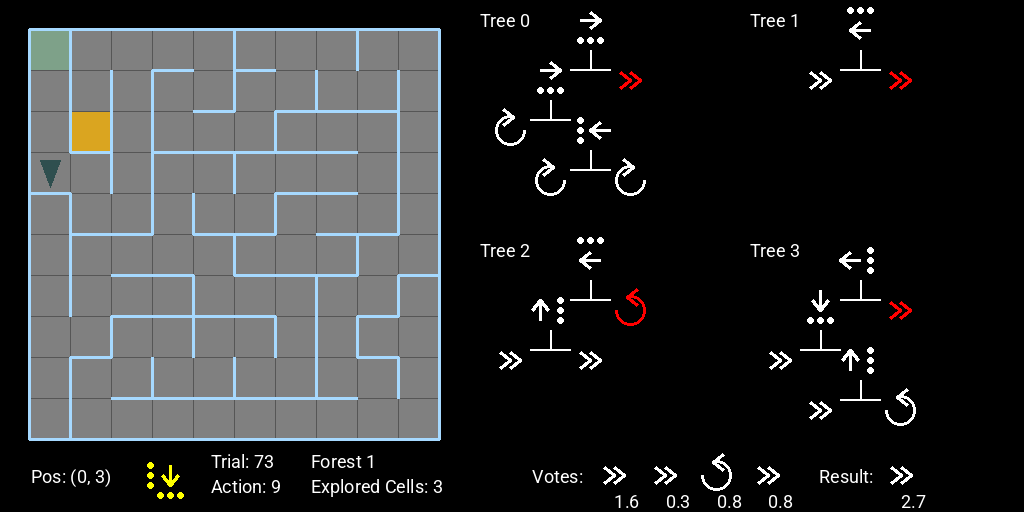 Tree 0
Tree 1
Tree 2
Tree 3
Pos: (0, 3)
Trial: 73
Forest 1
Action: 9
Explored Cells: 3
Votes:
1.6
0.3
0.8
0.8
Result:
2.7